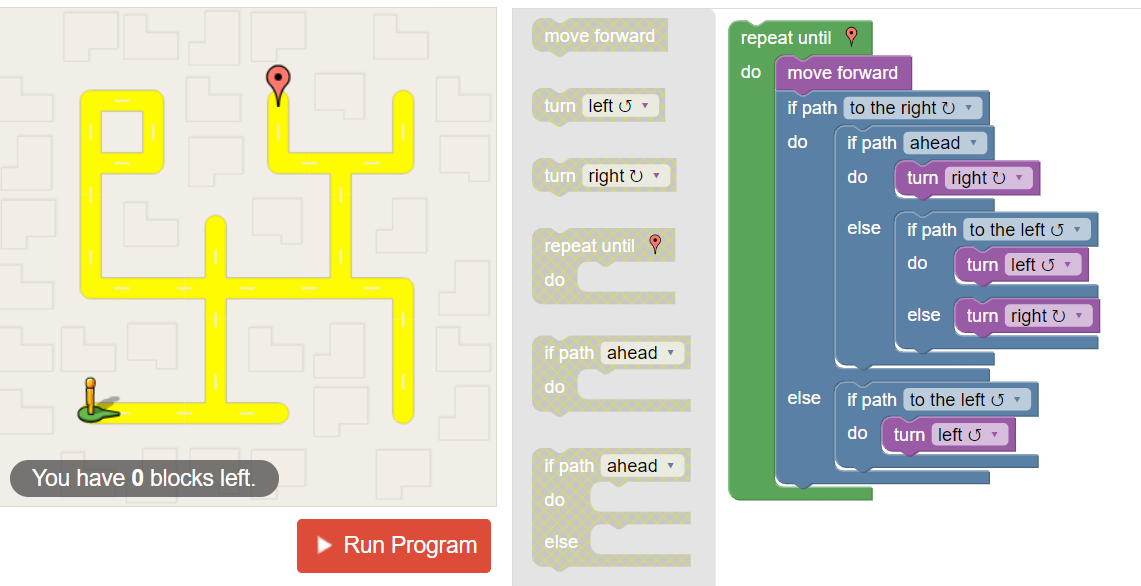 You have 0 blocks left.
Run Program
move forward
turn left ↺ ▾
turn right ↻ ▾
repeat until
do
if path ahead ▾
do
if path ahead ▾
do
else
repeat until
do move forward
if path to the right ↻ ▾
do if path ahead ▾
do turn right ↻ ▾
else if path to the left ↺ ▾
do turn left ↺ ▾
else turn right ↻ ▾
else if path to the left ↺ ▾
do turn left ↺ ▾